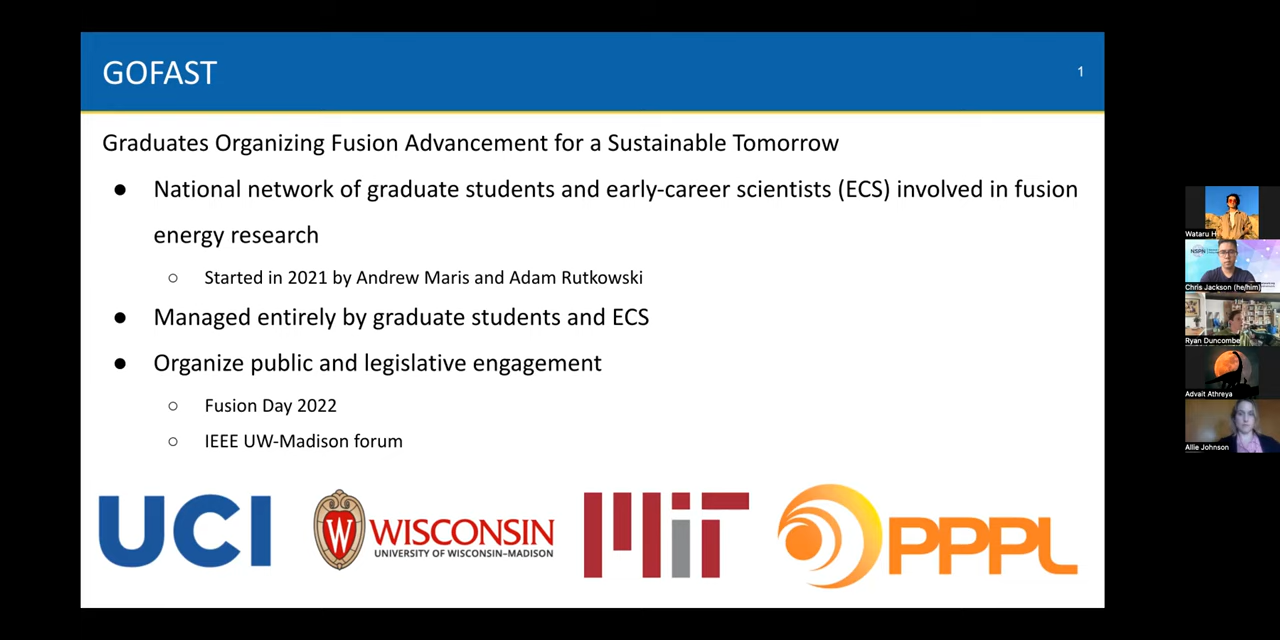 GOFAST
1
Graduates Organizing Fusion Advancement for a Sustainable Tomorrow
● National network of graduate students and early-career scientists (ECS) involved in fusion
energy research
○ Started in 2021 by Andrew Maris and Adam Rutkowski
● Managed entirely by graduate students and ECS
● Organize public and legislative engagement
○ Fusion Day 2022
○ IEEE UW-Madison forum
UCI
W
WISCONSIN
UNIVERSITY OF WISCONSIN–MADISON
MIT
PPPL
Wataru H
NSPN
Chris Jackson (he/him)
Ryan Duncombe
Advait Athreya
Allie Johnson